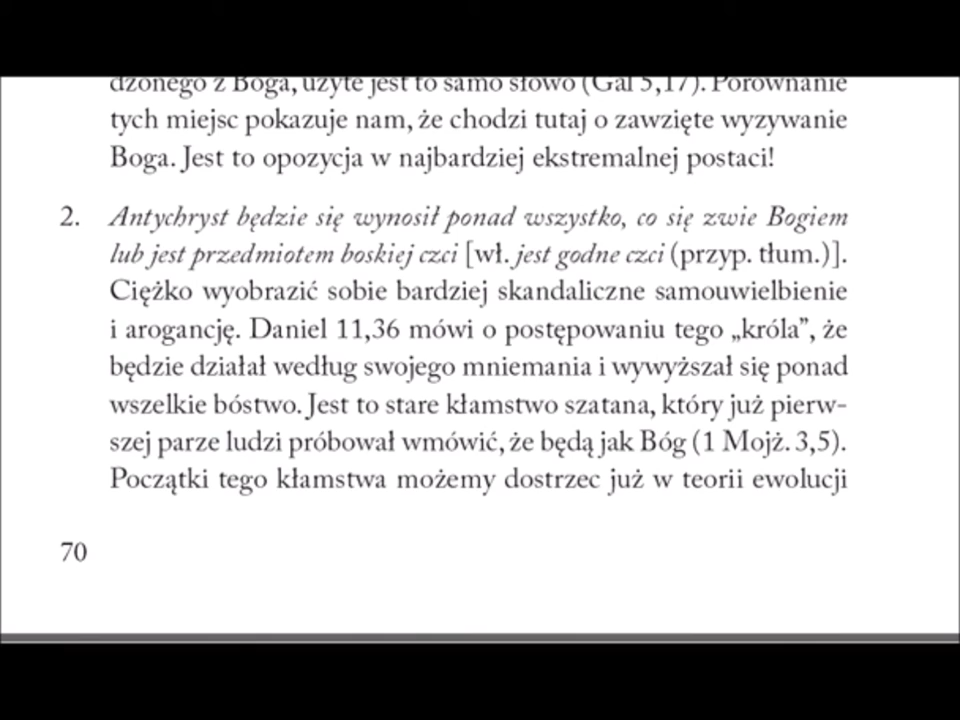 dzonego z Boga, użyte jest to samo słowo (Gal 5,17). Porównanie
tych miejsc pokazuje nam, że chodzi tutaj o zawzięte wyzywanie
Boga. Jest to opozycja w najbardziej ekstremalnej postaci!
2. Antychryst będzie się wynosił ponad wszystko, co się zwie Bogiem
lub jest przedmiotem boskiej czci [wł. jest godne czci (przyp. tłum.)].
Ciężko wyobrazić sobie bardziej skandaliczne samouwielbienie
i arogancję. Daniel 11,36 mówi o postępowaniu tego „króla”, że
będzie działał według swojego mniemania i wywyższał się ponad
wszelkie bóstwo. Jest to stare kłamstwo szatana, który już pierw-
szej parze ludzi próbował wmówić, że będą jak Bóg (1 Mojż. 3,5).
Początki tego kłamstwa możemy dostrzec już w teorii ewolucji
70